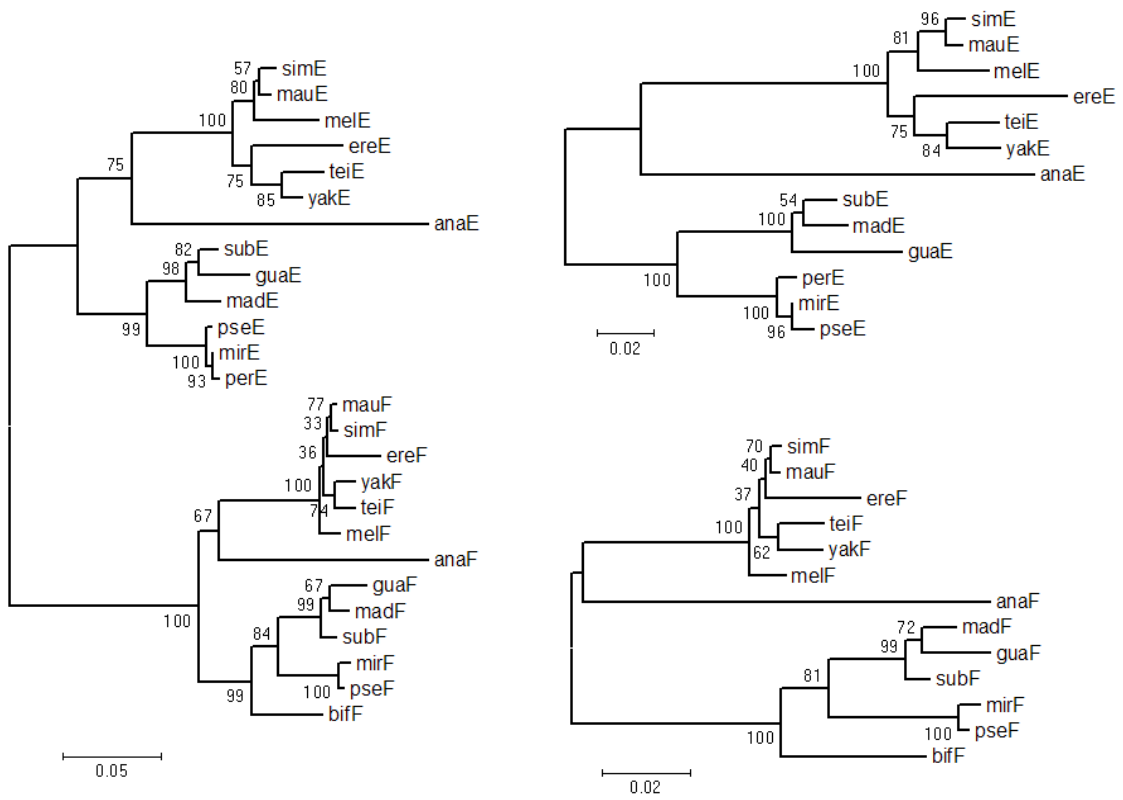 57
simE
80
mauE
melE
100
ereE
75
teiE
75
85
yakE
anaE
82
subE
98
guaE
madE
99
pseE
mirE
100
93
perE
77
mauF
33
simF
36
ereF
100
yakF
74
teiF
67
melF
anaF
67
guaF
99
madF
100
84
subF
mirF
99
100
pseF
bifF
0.05
96
simE
81
mauE
100
melE
ereE
teiE
75
84
yakE
anaE
54
subE
100
madE
guaE
100
perE
mirE
100
96
pseE
0.02
70
simF
40
mauF
37
ereF
100
teiF
62
yakF
melF
anaF
72
madF
99
guaF
81
subF
mirF
100
100
pseF
bifF
0.02